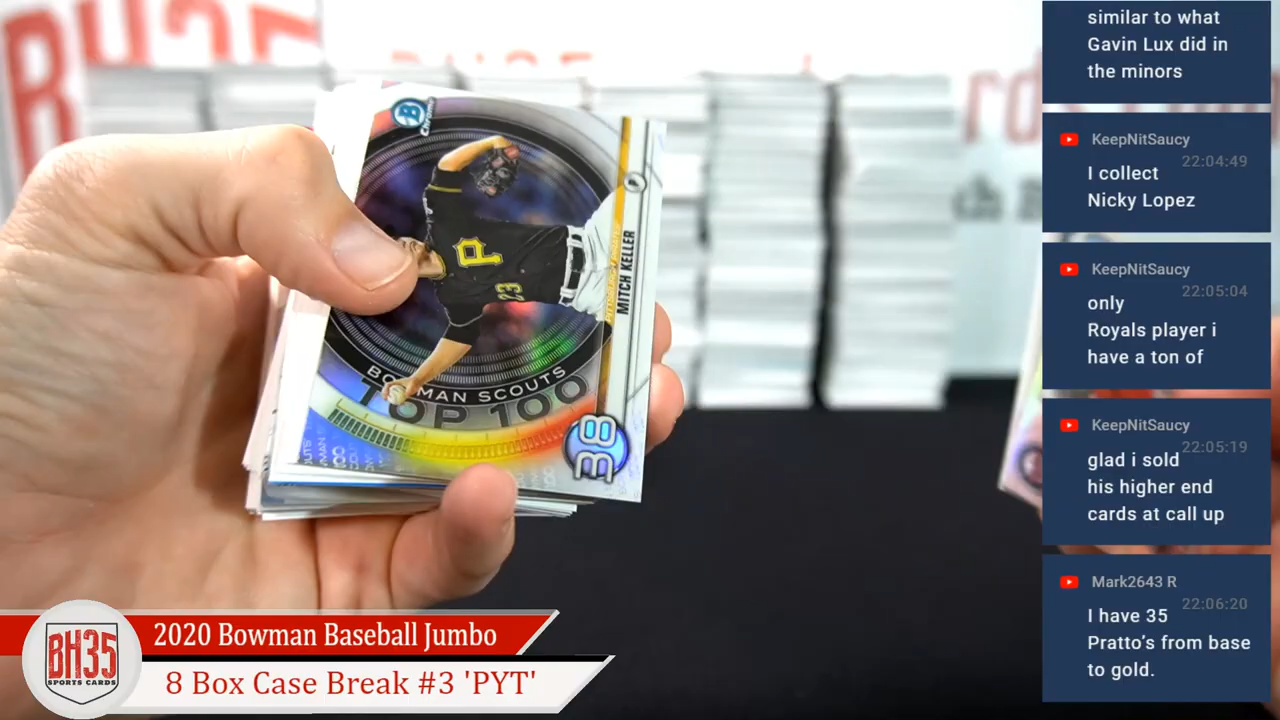 BH35
similar to what
Gavin Lux did in
the minors
KeepNitSaucy
22:04:49
I collect
Nicky Lopez
KeepNitSaucy
22:05:04
only
Royals player i
have a ton of
KeepNitSaucy
22:05:19
glad i sold
his higher end
cards at call up
Mark2643 R
22:06:20
I have 35
Pratto's from base
to gold.
B
Chrome
P
23
MITCH KELLER
BOWMAN SCOUTS
TOP 100
38
BH35
SPORTS CARDS
2020 Bowman Baseball Jumbo
8 Box Case Break #3 'PYT'